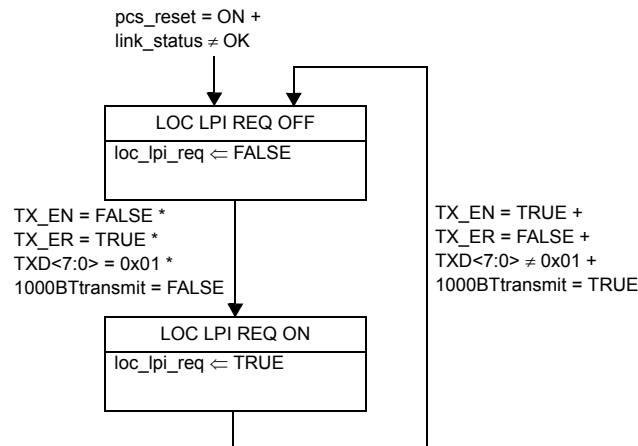 pcs_reset = ON +
link_status ≠ OK
LOC LPI REQ OFF
loc_lpi_req ⇐ FALSE
TX_EN = FALSE *
TX_ER = TRUE *
TXD<7:0> = 0x01 *
1000BTtransmit = FALSE
TX_EN = TRUE +
TX_ER = FALSE +
TXD<7:0> ≠ 0x01 +
1000BTtransmit = TRUE
LOC LPI REQ ON
loc_lpi_req ⇐ TRUE